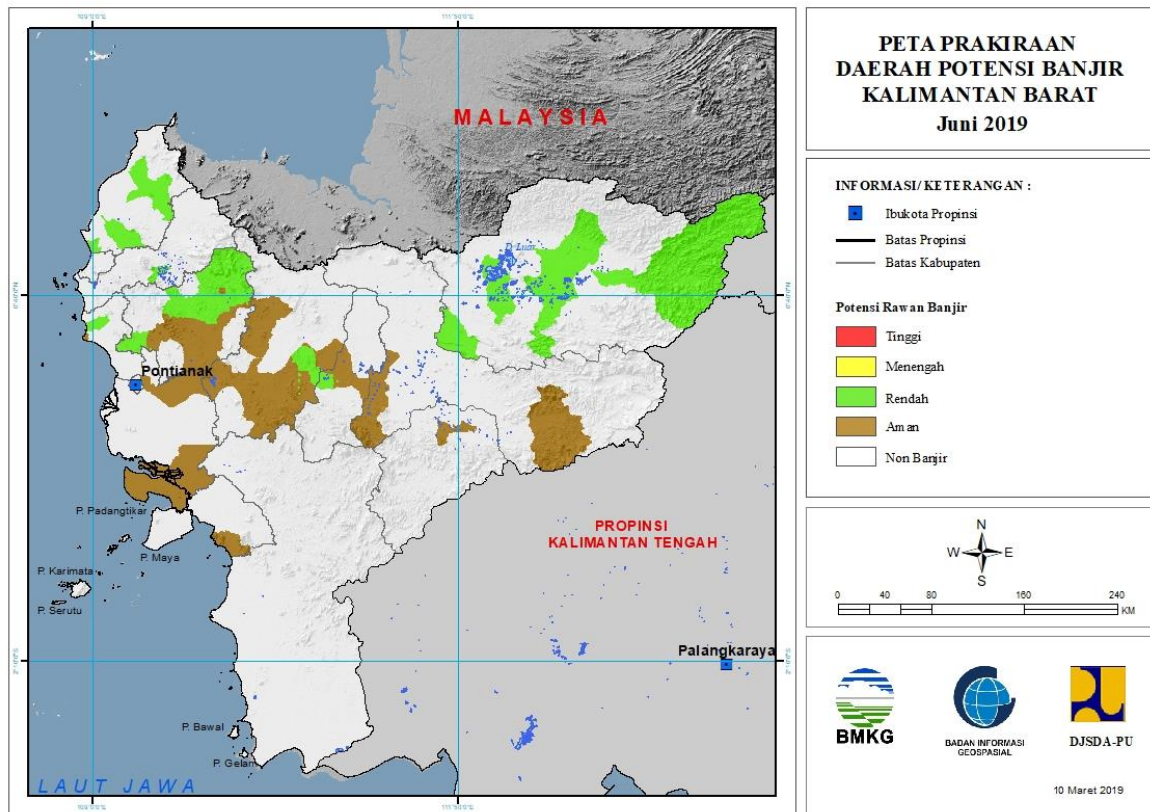 PETA PRAKIRAAN
DAERAH POTENSI BANJIR
KALIMANTAN BARAT
Juni 2019
INFORMASI/ KETERANGAN :
Ibukota Propinsi
Batas Propinsi
Batas Kabupaten
Potensi Rawan Banjir
Tinggi
Menengah
Rendah
Aman
Non Banjir
N
W E
S
0 40 80 160 240
KM
BMKG
BADAN INFORMASI
GEOSPASIAL
DJSDA-PU
10 Maret 2019
MALAYSIA
D. Luar
Pontianak
P. Padangtikar
P. Maya
P. Karimata
P. Serutu
PROPINSI
KALIMANTAN TENGAH
Palangkaraya
P. Bawal
P. Gelam
LAUT JAWA